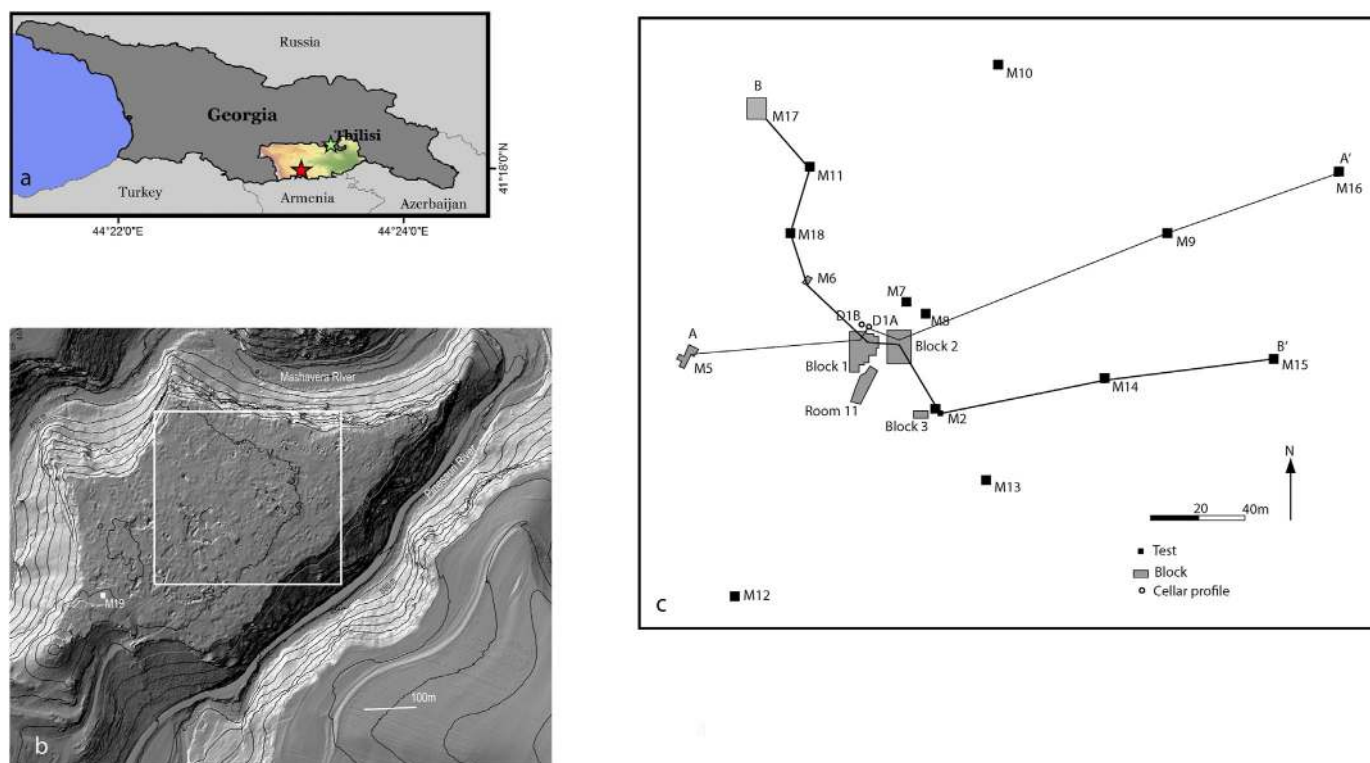 Russia
Georgia
Tbilisi
a
Turkey
Armenia
Azerbaijan
41°18'0"N
44°22'0"E
44°24'0"E
Mashavera River
Pinasauri River
M19
100m
b
M10
B
M17
A'
M11
M16
M18
M9
M6
M7
D1B
D1A
M8
A
B'
M5
Block 1
Block 2
M15
M14
Room 11
M2
Block 3
N
M13
20
40m
Test
Block
Cellar profile
M12
c